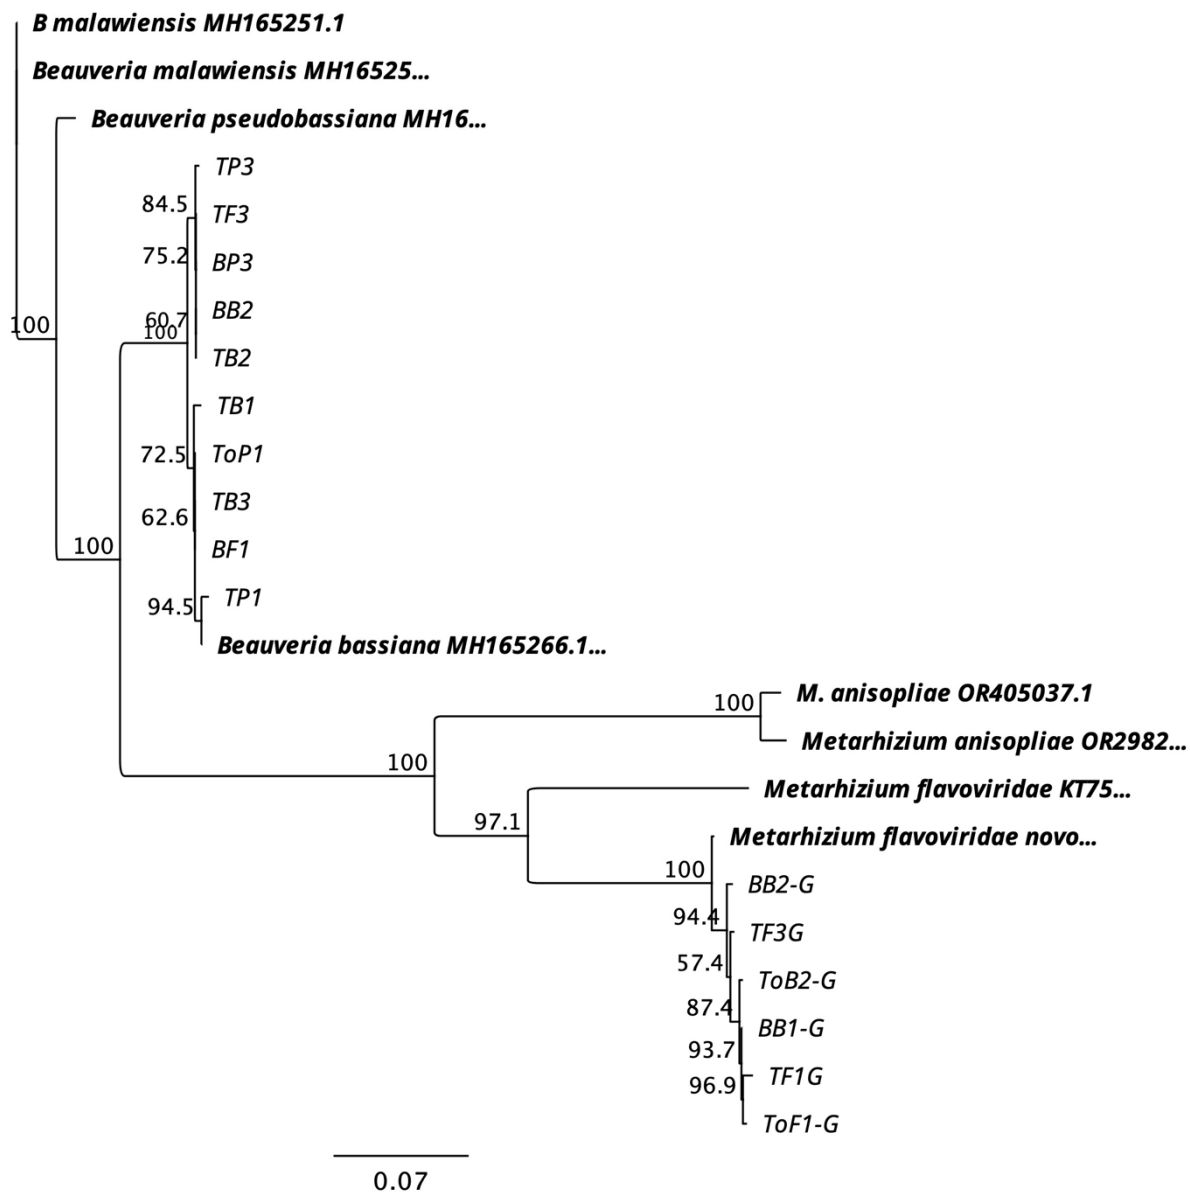 B malawiensis MH165251.1
Beauveria malawiensis MH16525...
Beauveria pseudobassiana MH16...
TP3
84.5
TF3
75.2
BP3
60.7
BB2
100
100
TB2
TB1
72.5
ToP1
TB3
62.6
BF1
100
94.5
TP1
Beauveria bassiana MH165266.1...
100
M. anisopliae OR405037.1
Metarhizium anisopliae OR2982...
100
Metarhizium flavoviridae KT75...
97.1
Metarhizium flavoviridae novo...
100
BB2-G
94.4
TF3G
57.4
ToB2-G
87.4
BB1-G
93.7
TF1G
96.9
ToF1-G
0.07